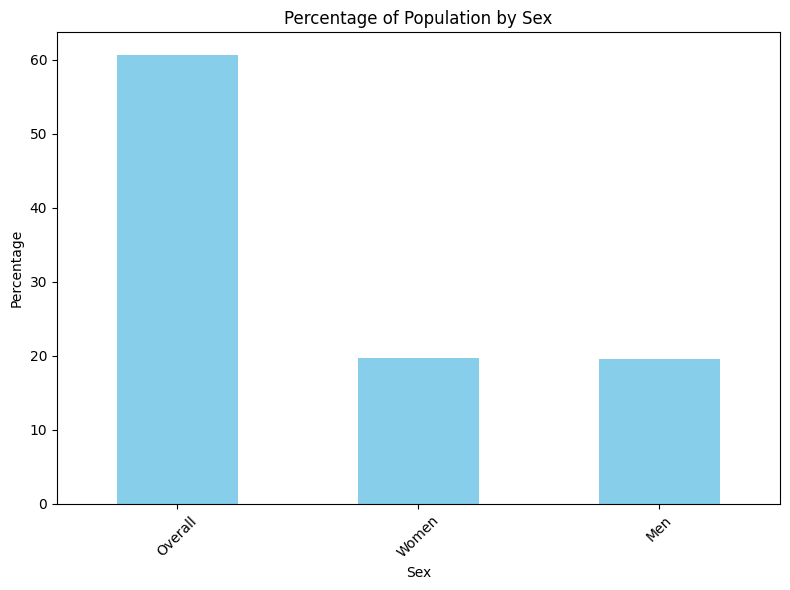 Percentage of Population by Sex
Percentage
60
50
40
30
20
10
0
Overall
Women
Men
Sex